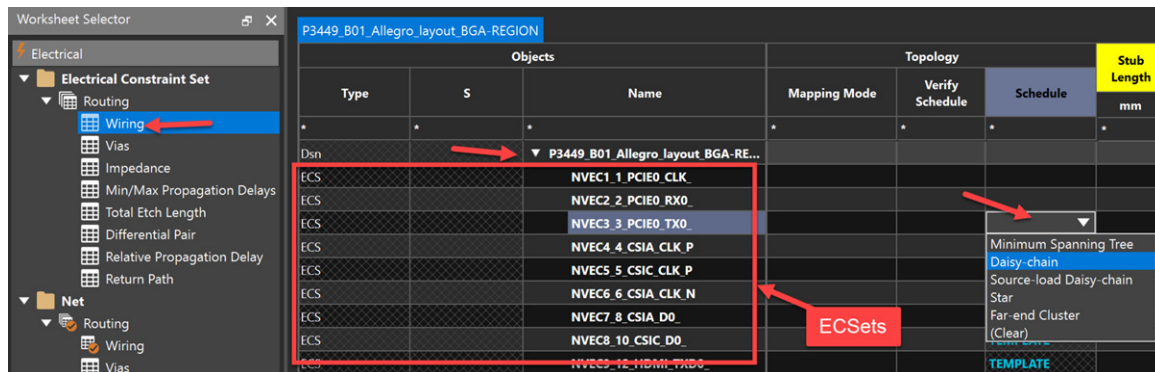 Worksheet Selector
Electrical
Electrical Constraint Set
Routing
Wiring
Vias
Impedance
Min/Max Propagation Delays
Total Etch Length
Differential Pair
Relative Propagation Delay
Return Path
Net
Routing
Wiring
Vias
P3449_B01_Allegro_layout_BGA-REGION
Objects Topology Stub Length
Type S Name Mapping Mode Verify Schedule Schedule mm
* * * * * * *
Dsn P3449_B01_Allegro_layout_BGA-RE...
ECS NVEC1_1_PCIE0_CLK_
ECS NVEC2_2_PCIE0_RX0_
ECS NVEC3_3_PCIE0_TX0_
ECS NVEC4_4_CSIA_CLK_P
ECS NVEC5_5_CSIC_CLK_P
ECS NVEC6_6_CSIA_CLK_N
ECS NVEC7_8_CSIA_D0_
ECS NVEC8_10_CSIC_D0_
ECS NVEC9_12_HDMI_TXD0_
Minimum Spanning Tree
Daisy-chain
Source-load Daisy-chain
Star
Far-end Cluster
(Clear)
TEMPLATE
TEMPLATE
ECSets